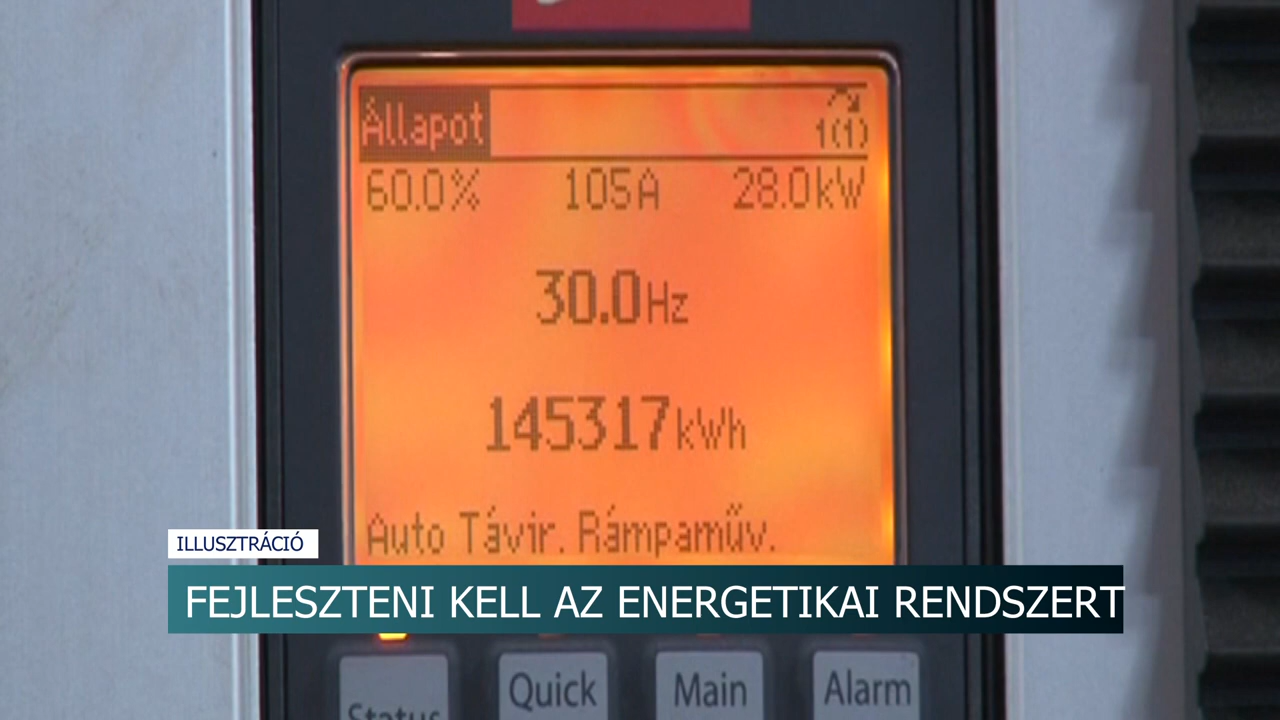 Állapot
1(1)
60.0% 105A 28.0kW
30.0Hz
145317kWh
Auto Távir. Rámpaműv.
ILLUSZTRÁCIÓ
FEJLESZTENI KELL AZ ENERGETIKAI RENDSZERT
Status Quick Main Alarm